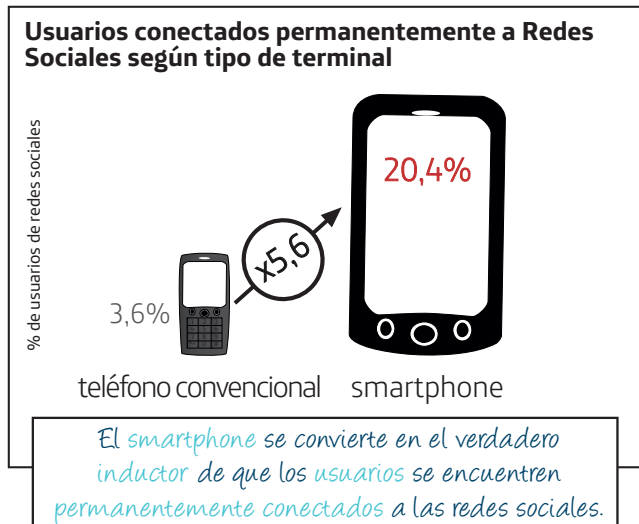 Usuarios conectados permanentemente a Redes
Sociales según tipo de terminal
% de usuarios de redes sociales
20,4%
x5,6
3,6%
teléfono convencional
smartphone
El smartphone se convierte en el verdadero
inductor de que los usuarios se encuentren
permanentemente conectados a las redes sociales.